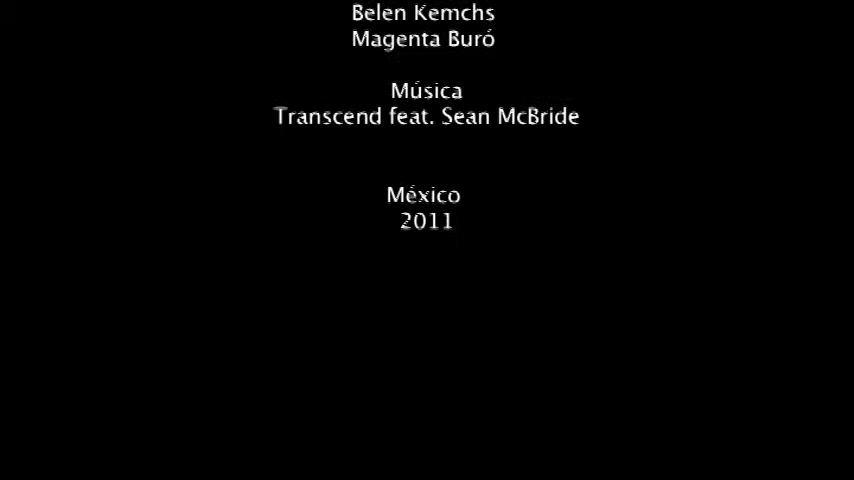 Belen Kemchs
Magenta Buró
Música
Transcend feat. Sean McBride
México
2011